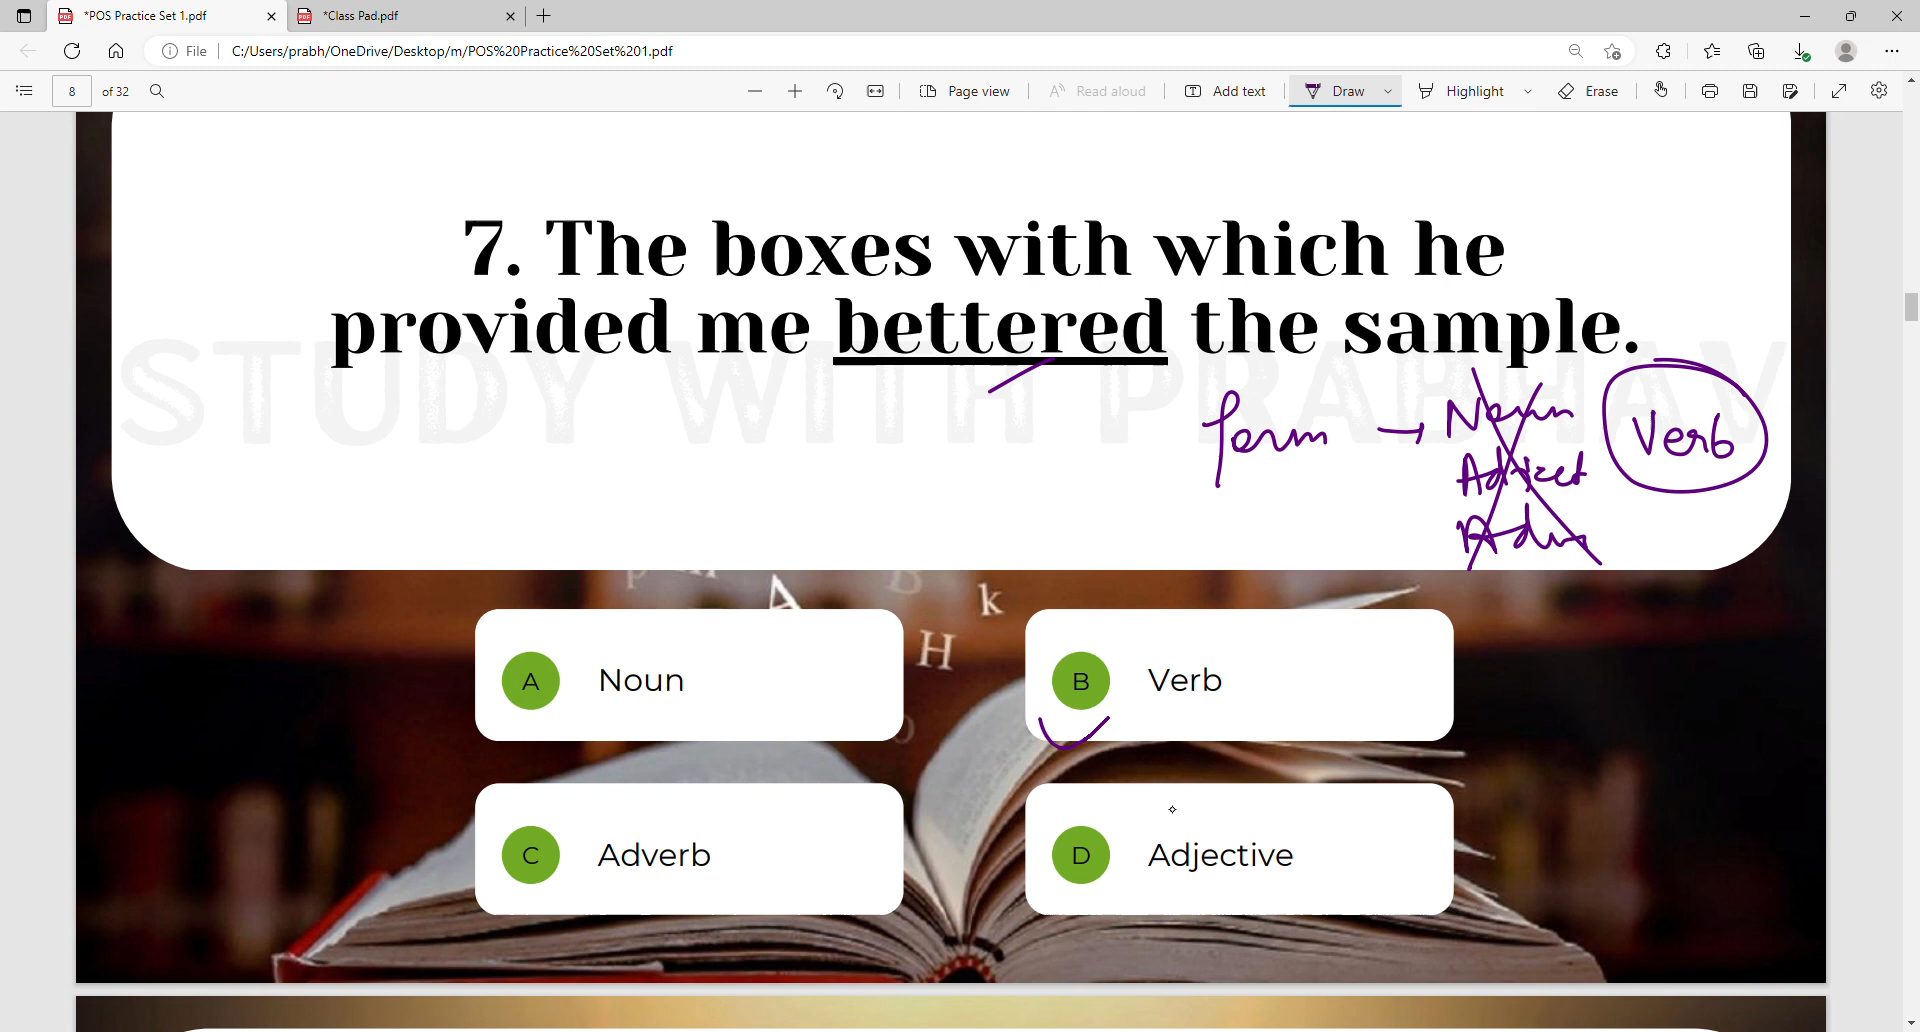 *POS Practice Set 1.pdf
*Class Pad.pdf
File
C:/Users/prabh/OneDrive/Desktop/m/POS%20Practice%20Set%201.pdf
8 of 32
Page view
Read aloud
Add text
Draw
Highlight
Erase
7. The boxes with which he
provided me bettered the sample.
STUDY WITH PRABHAV
form → Noun
Verb
A
B
k
H
A Noun
B Verb
C Adverb
D Adjective